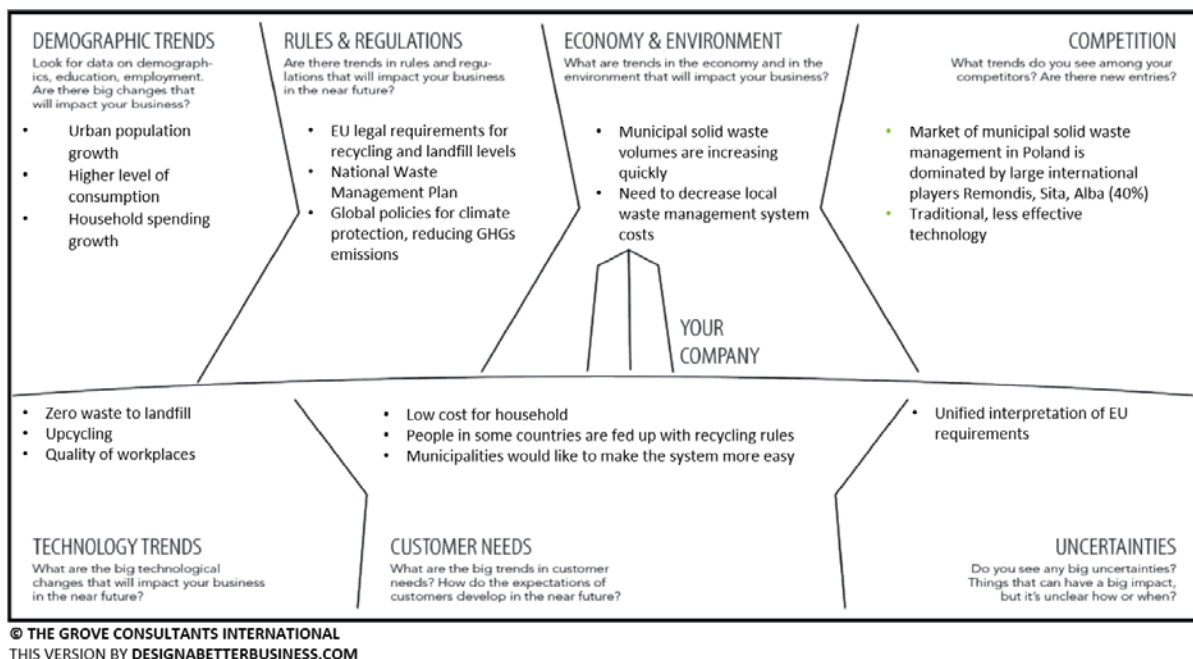 DEMOGRAPHIC TRENDS
Look for data on demograph-
ics, education, employment.
Are there big changes that
will impact your business?
• Urban population
growth
• Higher level of
consumption
• Household spending
growth
RULES & REGULATIONS
Are there trends in rules and regu-
lations that will impact your business
in the near future?
• EU legal requirements for
recycling and landfill levels
• National Waste
Management Plan
• Global policies for climate
protection, reducing GHGs
emissions
ECONOMY & ENVIRONMENT
What are trends in the economy and in the
environment that will impact your business?
• Municipal solid waste
volumes are increasing
quickly
• Need to decrease local
waste management system
costs
COMPETITION
What trends do you see among your
competitors? Are there new entries?
• Market of municipal solid waste
management in Poland is
dominated by large international
players Remondis, Sita, Alba (40%)
• Traditional, less effective
technology
YOUR
COMPANY
• Zero waste to landfill
• Upcycling
• Quality of workplaces
TECHNOLOGY TRENDS
What are the big technological
changes that will impact your business
in the near future?
• Low cost for household
• People in some countries are fed up with recycling rules
• Municipalities would like to make the system more easy
CUSTOMER NEEDS
What are the big trends in customer
needs? How do the expectations of
customers develop in the near future?
• Unified interpretation of EU
requirements
UNCERTAINTIES
Do you see any big uncertainties?
Things that can have a big impact,
but it's unclear how or when?
© THE GROVE CONSULTANTS INTERNATIONAL
THIS VERSION BY DESIGNABETTERBUSINESS.COM